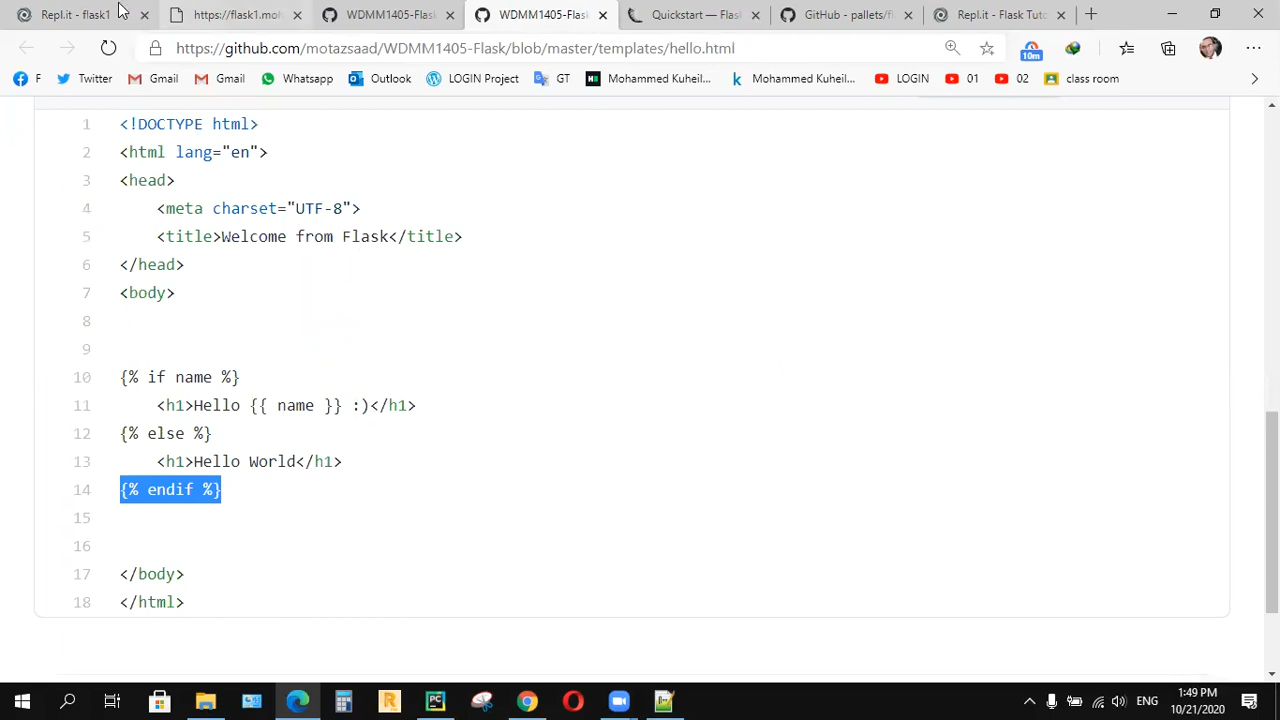 Repl.it - flask1
https://flask1.mo
WDMM1405-Flask
WDMM1405-Flask
Quickstart — Flask
GitHub - pallets/fl
Repl.it - Flask Tuto
https://github.com/motazsaad/WDMM1405-Flask/blob/master/templates/hello.html
10m
F
Twitter
Gmail
Gmail
Whatsapp
Outlook
LOGIN Project
GT
Mohammed Kuheil...
Mohammed Kuheil...
LOGIN
01
02
class room
1 <!DOCTYPE html>
2 <html lang="en">
3 <head>
4 <meta charset="UTF-8">
5 <title>Welcome from Flask</title>
6 </head>
7 <body>
8
9
10 {% if name %}
11 <h1>Hello {{ name }} :)</h1>
12 {% else %}
13 <h1>Hello World</h1>
14 {% endif %}
15
16
17 </body>
18 </html>
ENG
1:49 PM
10/21/2020